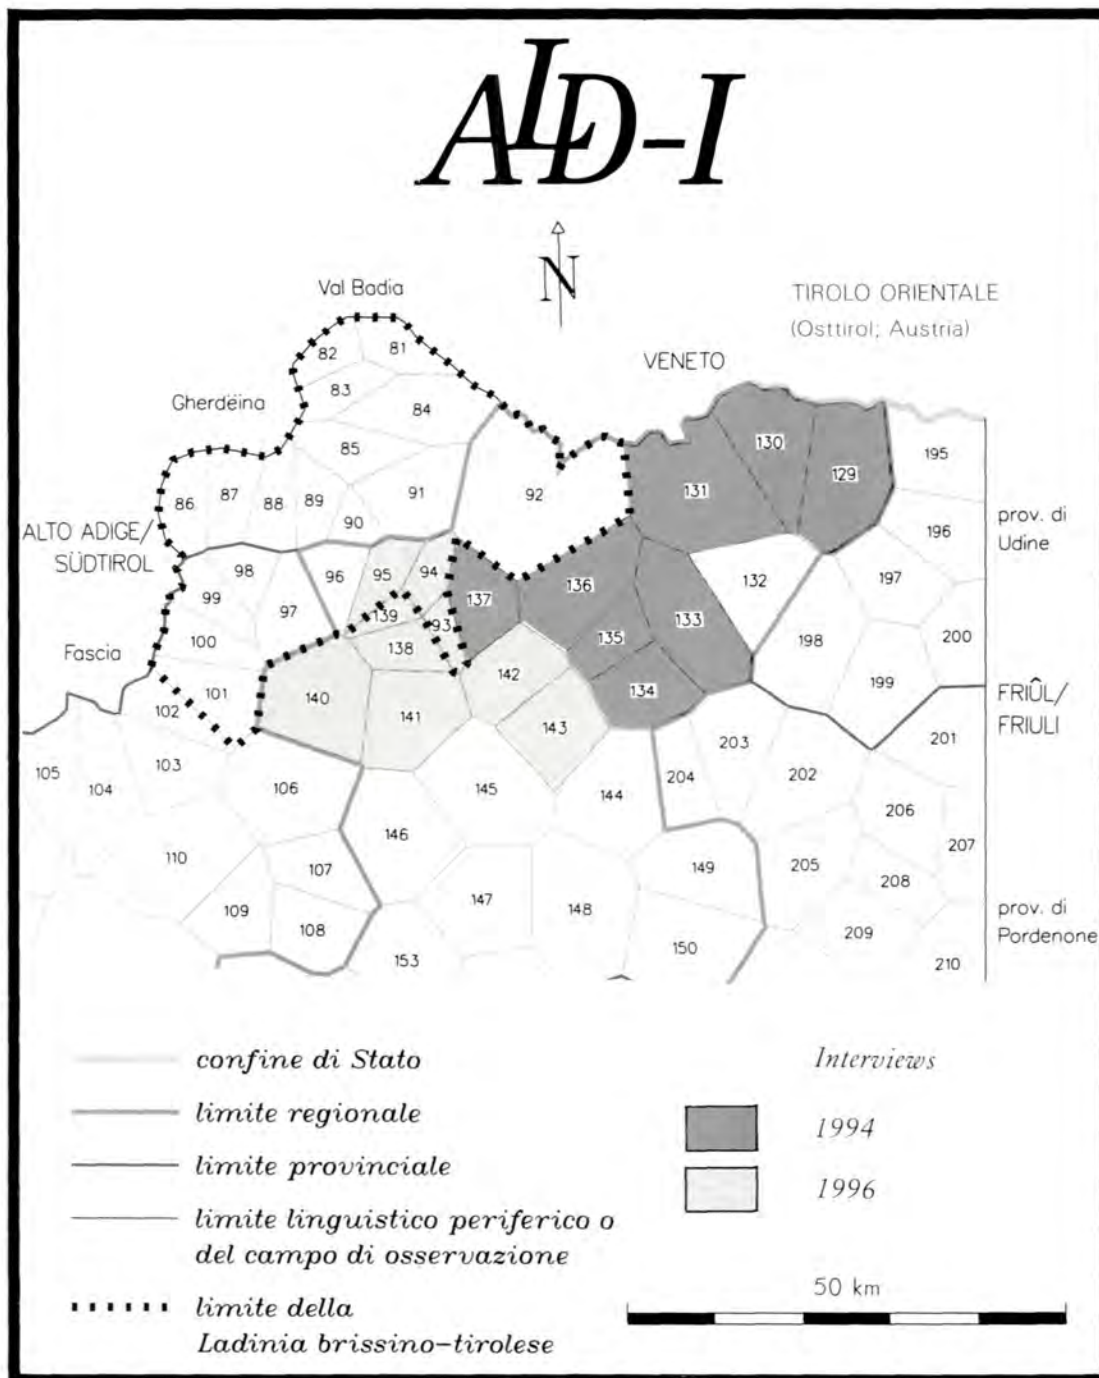 ALD-I
N
Val Badia
TIROLO ORIENTALE
(Osttirol; Austria)
VENETO
82
81
83
Gherdëina
84
130
195
85
129
87
92
131
86
88
89
91
90
196
prov. di
Udine
ALTO ADIGE/
SÜDTIROL
98
96
95
94
136
132
197
99
137
97
139
93
133
200
100
135
198
Fascia
138
142
199
101
140
134
FRIÛL/
FRIULI
102
141
143
203
201
105
103
104
106
145
144
204
202
206
146
207
110
107
149
205
208
147
109
148
prov. di
Pordenone
108
209
153
150
210
confine di Stato
limite regionale
limite provinciale
limite linguistico periferico o
del campo di osservazione
limite della
Ladinia brissino-tirolese
Interviews
1994
1996
50 km